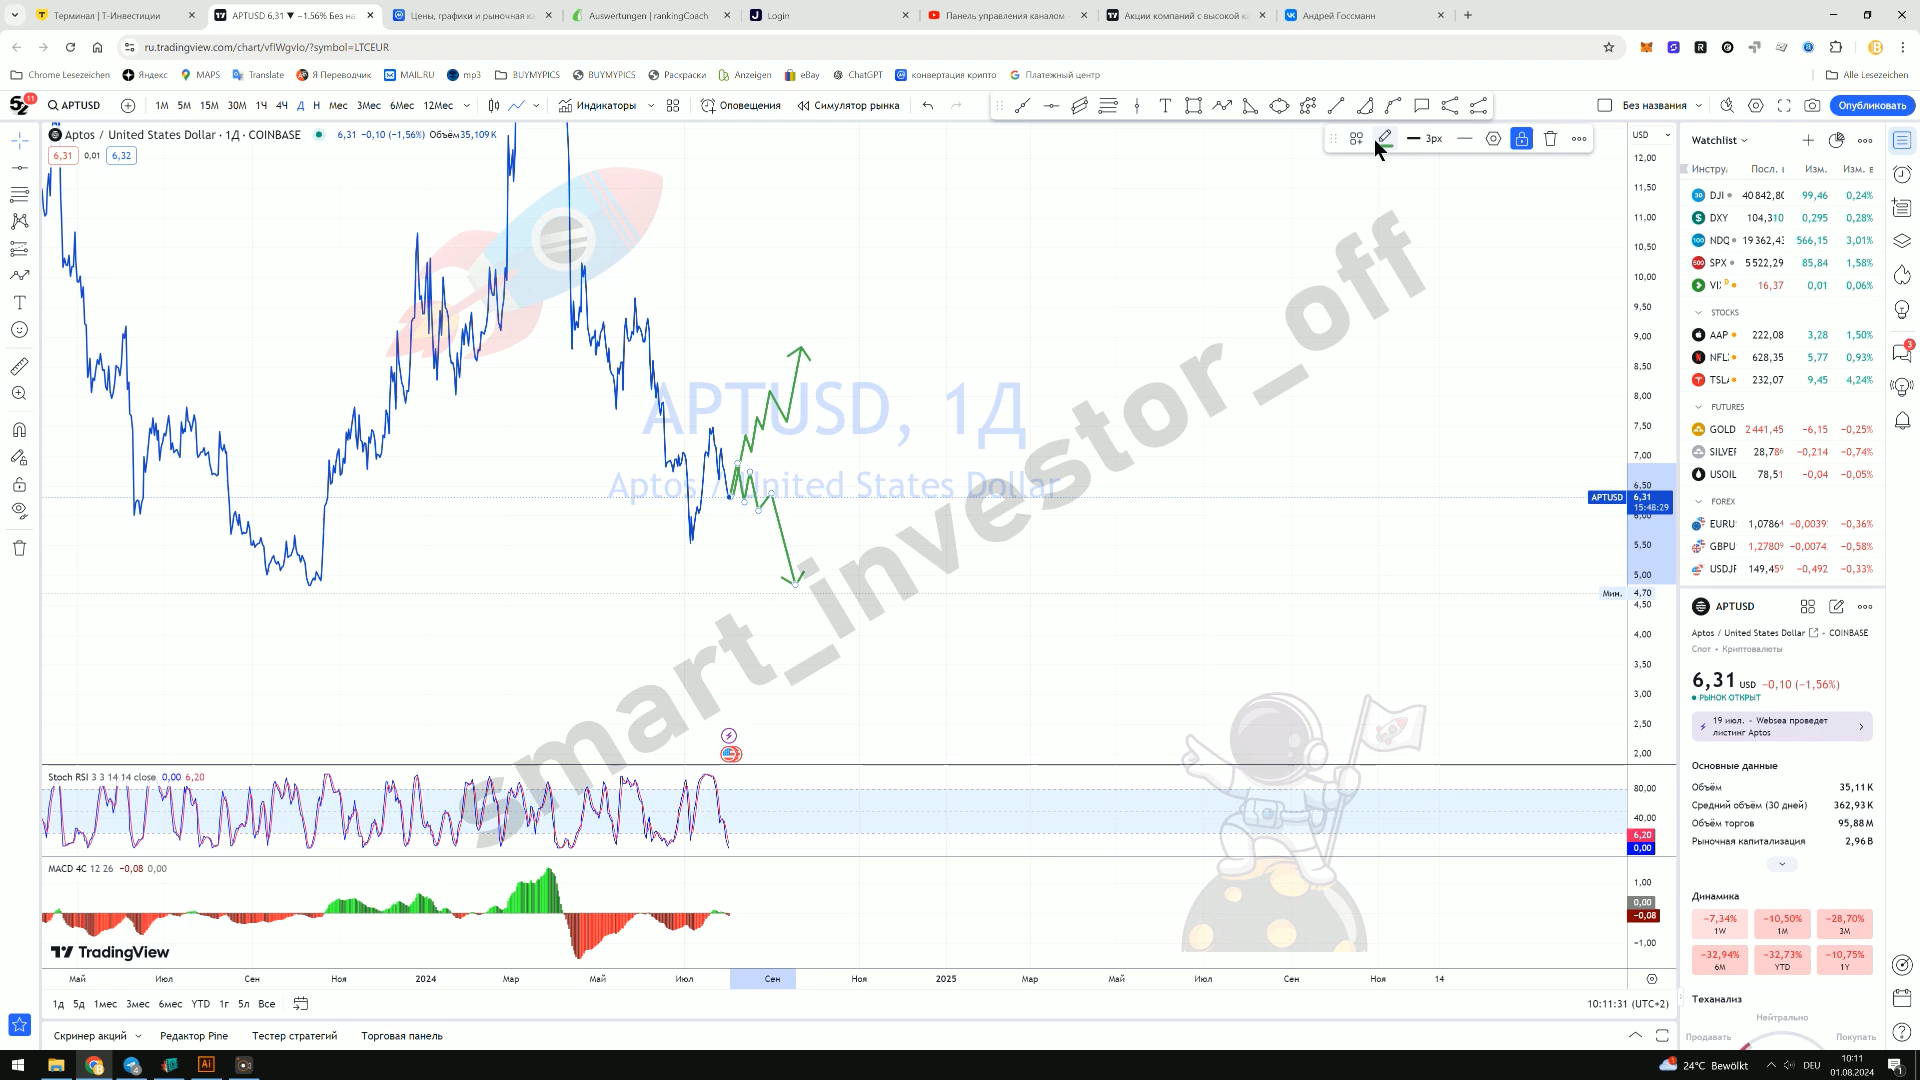 Терминал | Т-Инвестиции
APTUSD 6,31 ▼ −1.56% Без на
Цены, графики и рыночная ка
Auswertungen | rankingCoach
Login
Панель управления каналом -
Акции компаний с высокой к
Андрей Госсманн
ru.tradingview.com/chart/vfIWgvIo/?symbol=LTCEUR
Chrome Lesezeichen
Яндекс
MAPS
Translate
Я Переводчик
MAIL.RU
mp3
BUYMYPICS
BUYMYPICS
Раскраски
Anzeigen
eBay
ChatGPT
конвертация крипто
Платежный центр
Alle Lesezeichen
11
APTUSD
1М 5М 15М 30М 1Ч 4Ч Д Н Мес 3Мес 6Мес 12Мес
Индикаторы
Оповещения
Симулятор рынка
Без названия
Опубликовать
Aptos / United States Dollar · 1Д · COINBASE
6,31 −0,10 (−1,56%) Объём 35,109 K
6,31 0,01 6,32
3px
USD
12,00
11,50
11,00
10,50
10,00
9,50
9,00
8,50
8,00
7,50
7,00
6,50
APTUSD 6,31
15:48:29
6,00
5,50
5,00
Мин. 4,70
4,50
4,00
3,50
3,00
2,50
2,00
APTUSD, 1Д
Aptos / United States Dollar
smart_investor_off
Stoch RSI 3 3 14 14 close 0,00 6,20
80,00
40,00
6,20
0,00
MACD 4C 12 26 −0,08 0,00
1,00
0,00
−0,08
−1,00
TradingView
Май Июл Сен Ноя 2024 Мар Май Июл Сен Ноя 2025 Мар Май Июл Сен Ноя 14
1д 5д 1мес 3мес 6мес YTD 1г 5л Все
10:11:31 (UTC+2)
Скринер акций
Редактор Pine
Тестер стратегий
Торговая панель
Watchlist
Инстру. Посл. Изм. Изм. в
DJI 40 842,80 99,46 0,24%
DXY 104,310 0,295 0,28%
NDQ 19 362,43 566,15 3,01%
SPX 5 522,29 85,84 1,58%
VI: D 16,37 0,01 0,06%
STOCKS
AAP 222,08 3,28 1,50%
NFL 628,35 5,77 0,93%
TSL 232,07 9,45 4,24%
FUTURES
GOLD 2 441,45 −6,15 −0,25%
SILVER 28,786 −0,214 −0,74%
USOIL 78,51 −0,04 −0,05%
FOREX
EURU 1,07864 −0,0039 −0,36%
GBPU 1,27809 −0,0074 −0,58%
USDJF 149,459 −0,492 −0,33%
3
APTUSD
Aptos / United States Dollar • COINBASE
Спот • Криптовалюты
6,31 USD −0,10 (−1,56%)
РЫНОК ОТКРЫТ
19 июл. - Websea проведет
листинг Aptos
Основные данные
Объём 35,11 K
Средний объём (30 дней) 362,93 K
Объём торгов 95,88 M
Рыночная капитализация 2,96 B
Динамика
−7,34% 1W
−10,50% 1M
−28,70% 3M
−32,94% 6M
−32,73% YTD
−10,75% 1Y
Теханализ
Нейтрально
Продавать
Покупать
24°C Bewölkt
DEU
10:11
01.08.2024